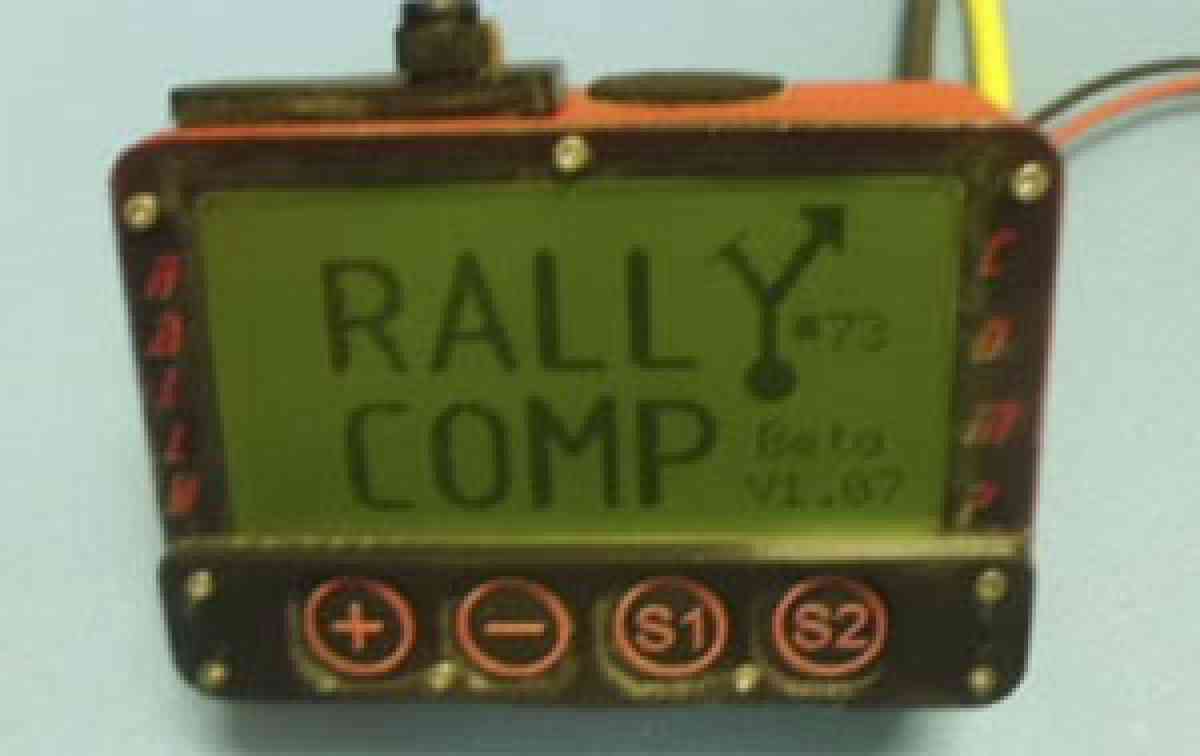 RALLY
#73
COMP
Beta
V1.07
RALLY
COMP
+
−
S1
S2